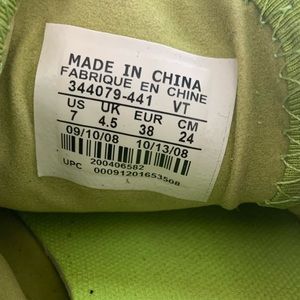 MADE IN CHINA
FABRIQUE EN CHINE
344079-441 VT
US UK EUR CM
7 4.5 38 24
09/10/08 10/13/08
200406582
UPC 00091201653508